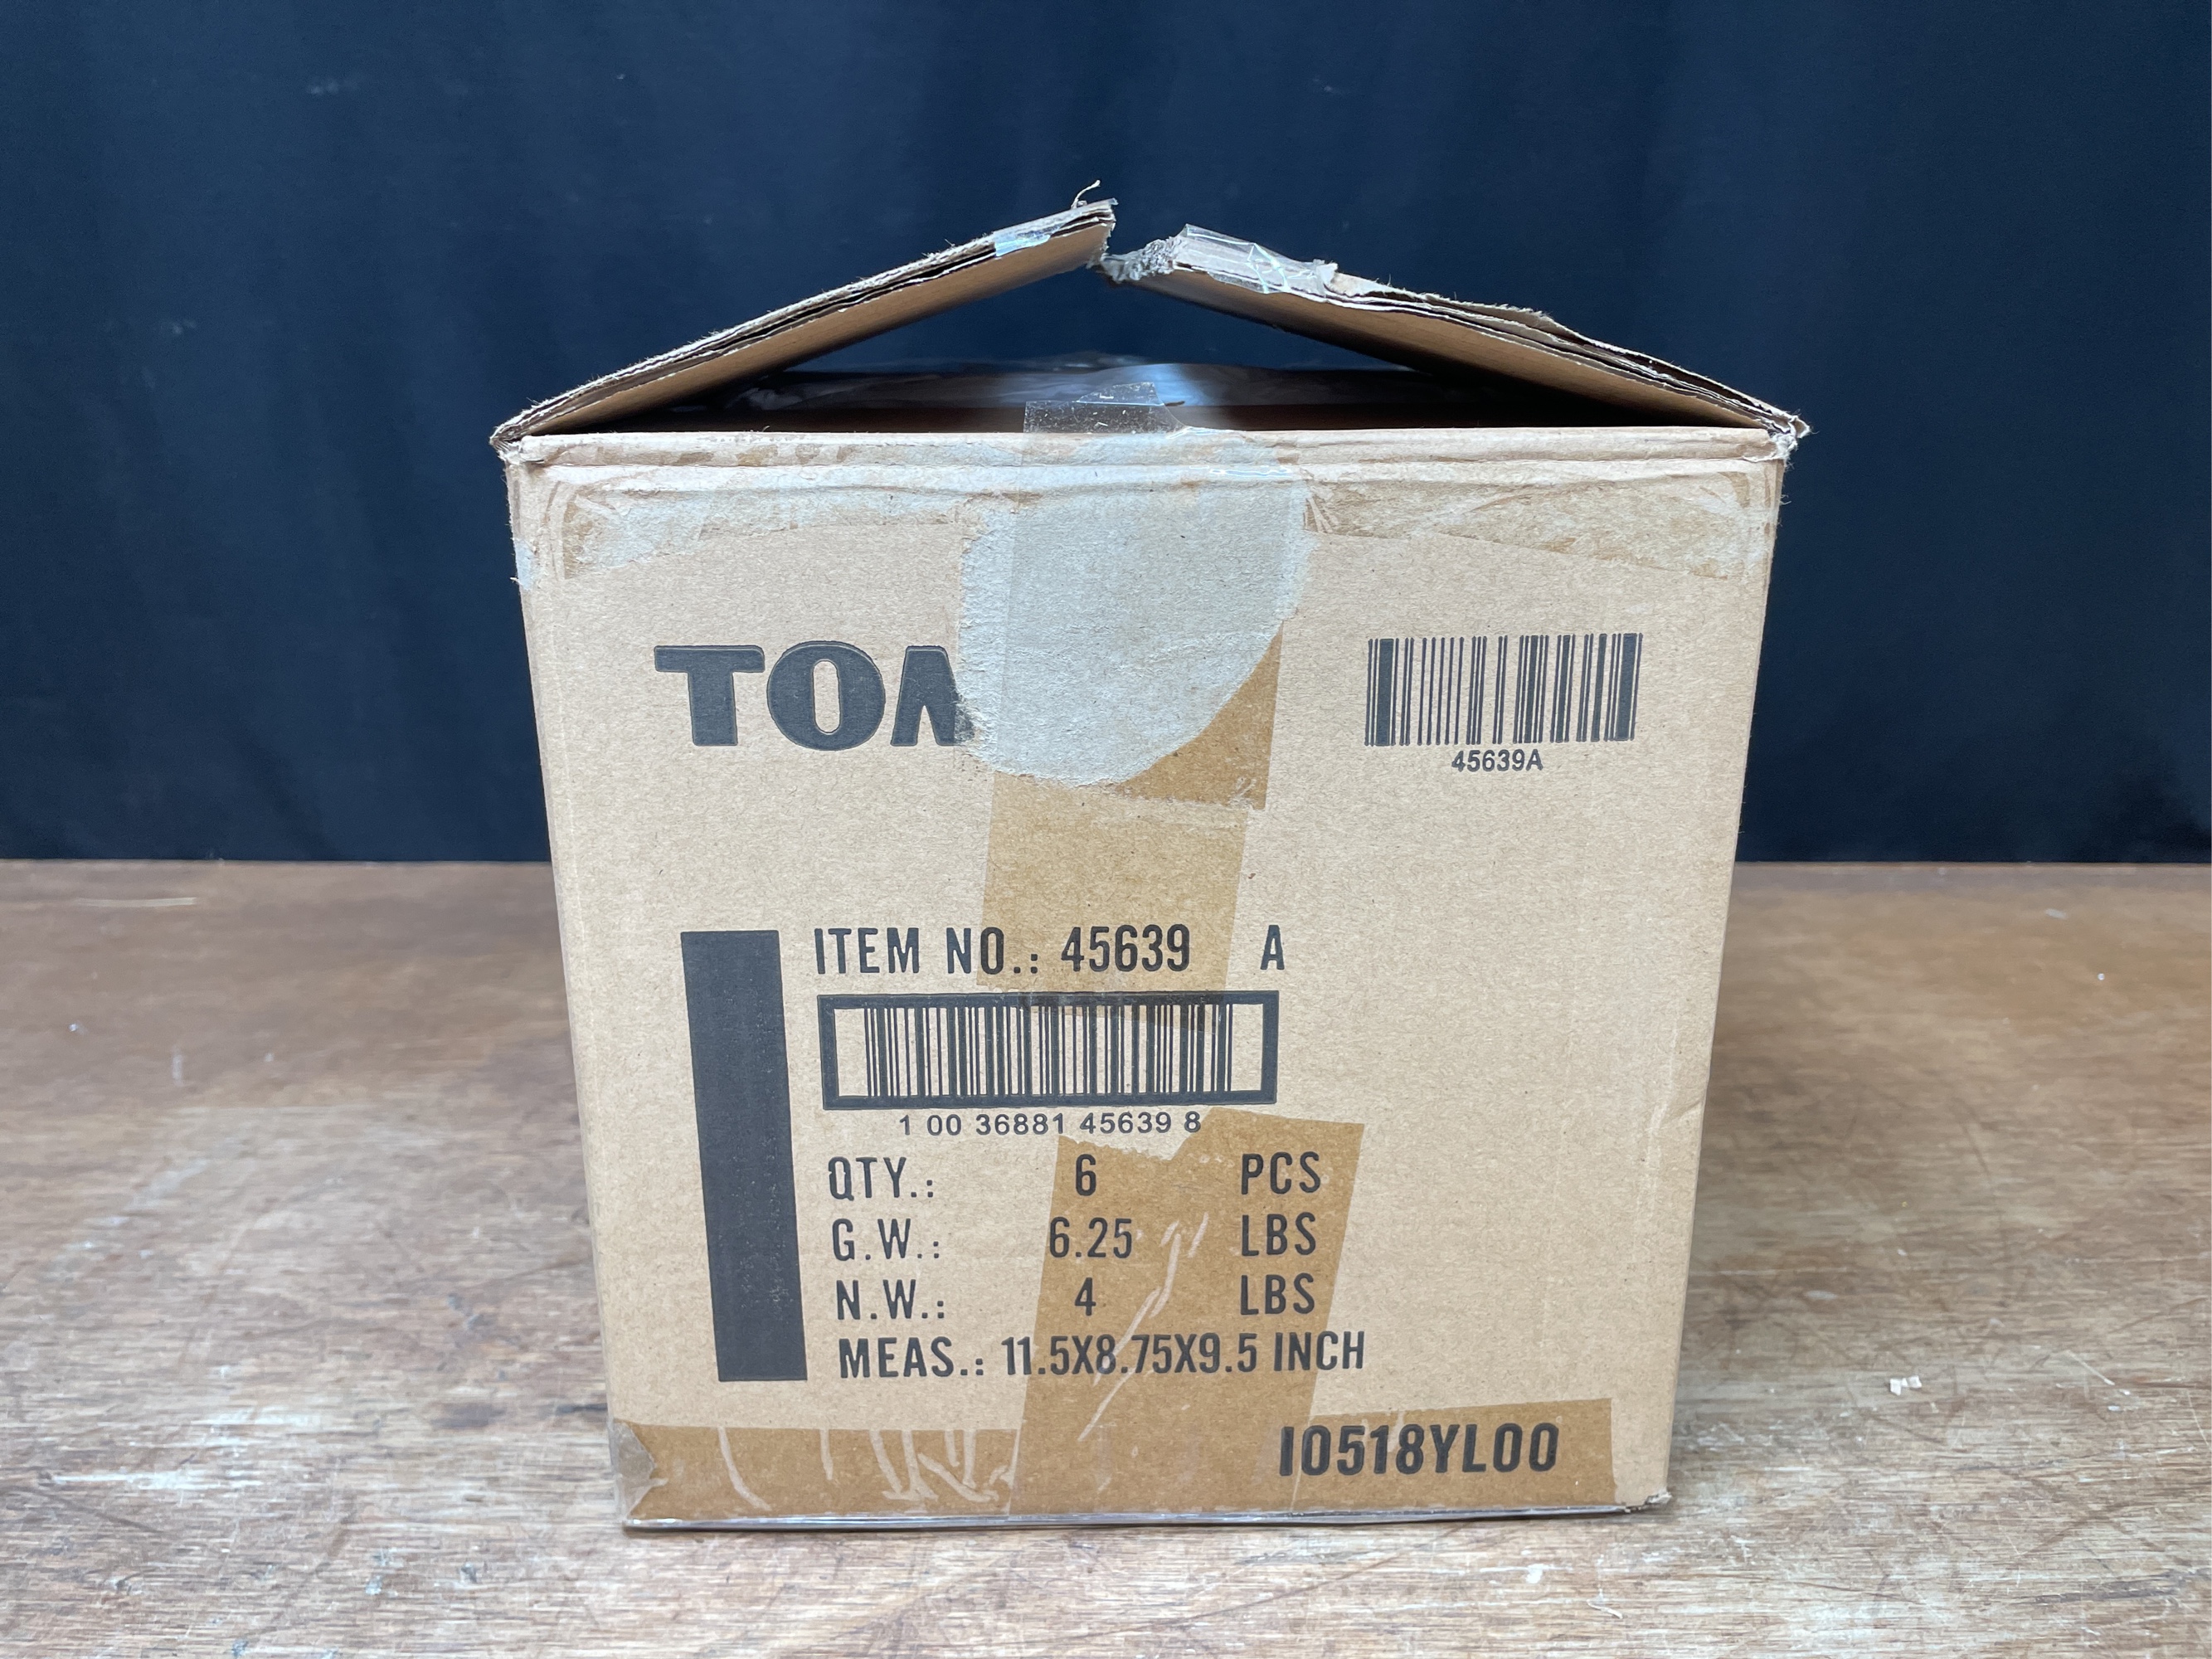 TO
45639A
ITEM NO.: 45639 A
1 00 36881 45639 8
QTY.: 6 PCS
G.W.: 6.25 LBS
N.W.: 4 LBS
MEAS.: 11.5X8.75X9.5 INCH
I0518YL00